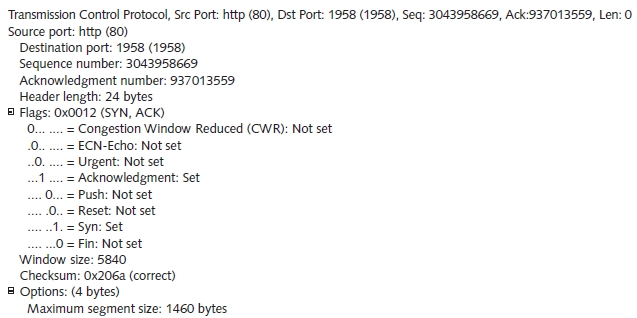 Transmission Control Protocol, Src Port: http (80), Dst Port: 1958 (1958), Seq: 3043958669, Ack:937013559, Len: 0
Source port: http (80)
Destination port: 1958 (1958)
Sequence number: 3043958669
Acknowledgment number: 937013559
Header length: 24 bytes
Flags: 0x0012 (SYN, ACK)
0... .... = Congestion Window Reduced (CWR): Not set
.0.. .... = ECN-Echo: Not set
..0. .... = Urgent: Not set
...1 .... = Acknowledgment: Set
.... 0... = Push: Not set
.... .0.. = Reset: Not set
.... ..1. = Syn: Set
.... ...0 = Fin: Not set
Window size: 5840
Checksum: 0x206a (correct)
Options: (4 bytes)
Maximum segment size: 1460 bytes